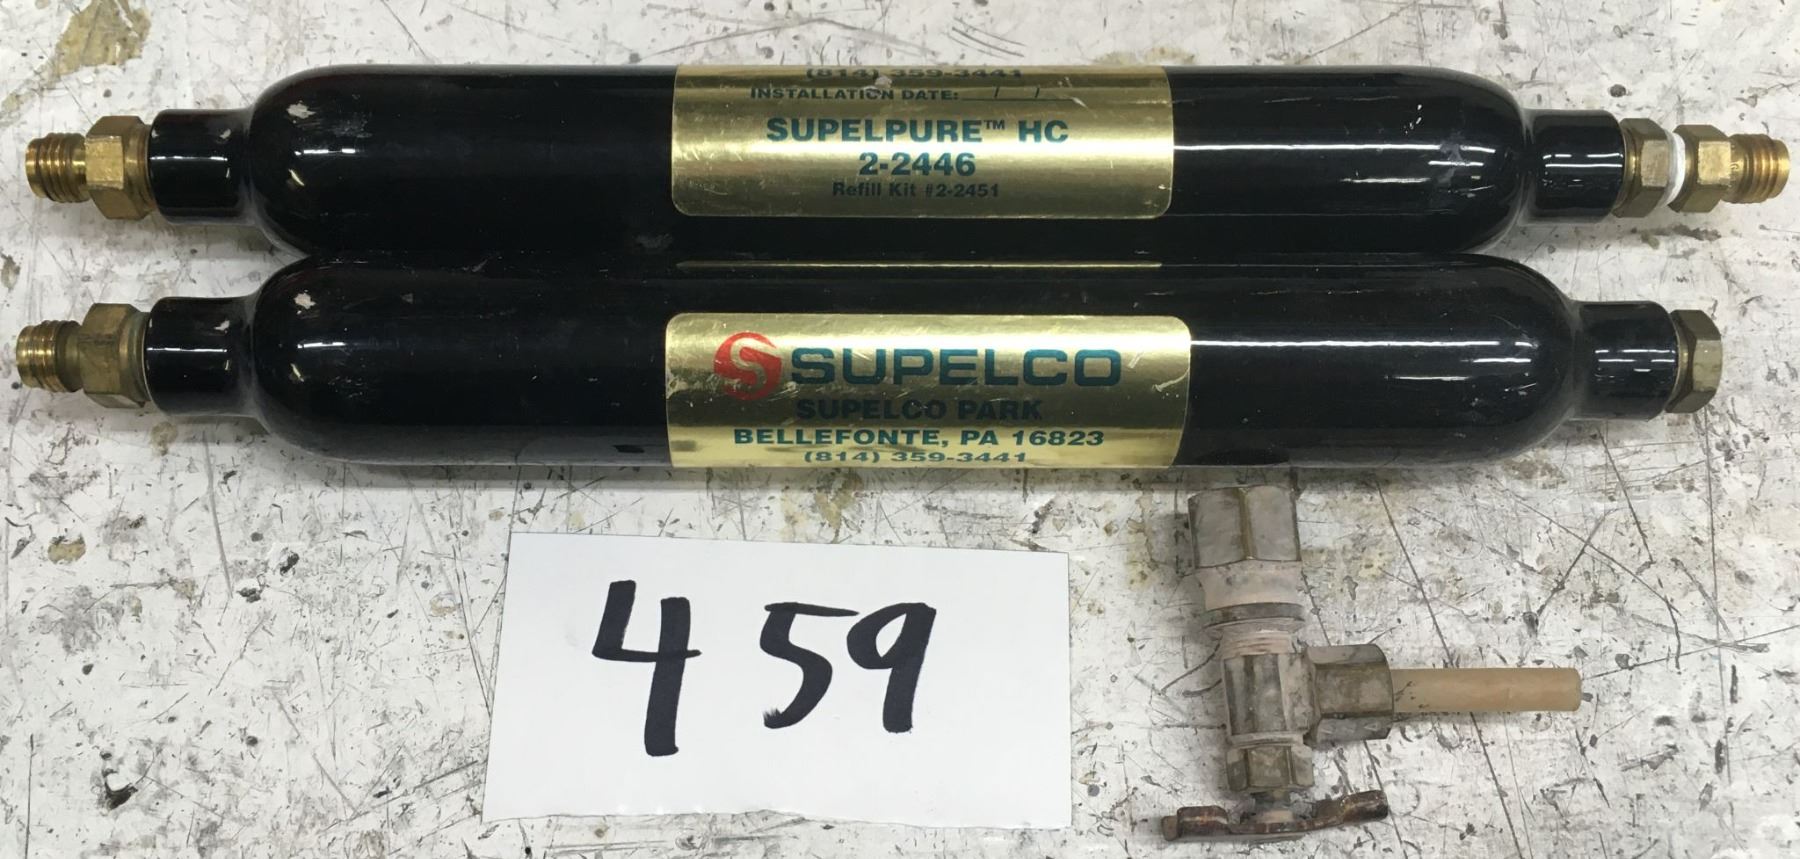 (814) 359-3441
INSTALLATION DATE: / /
SUPELPURE™ HC
2-2446
Refill Kit #2-2451
SUPELCO
SUPELCO PARK
BELLEFONTE, PA 16823
(814) 359-3441
459